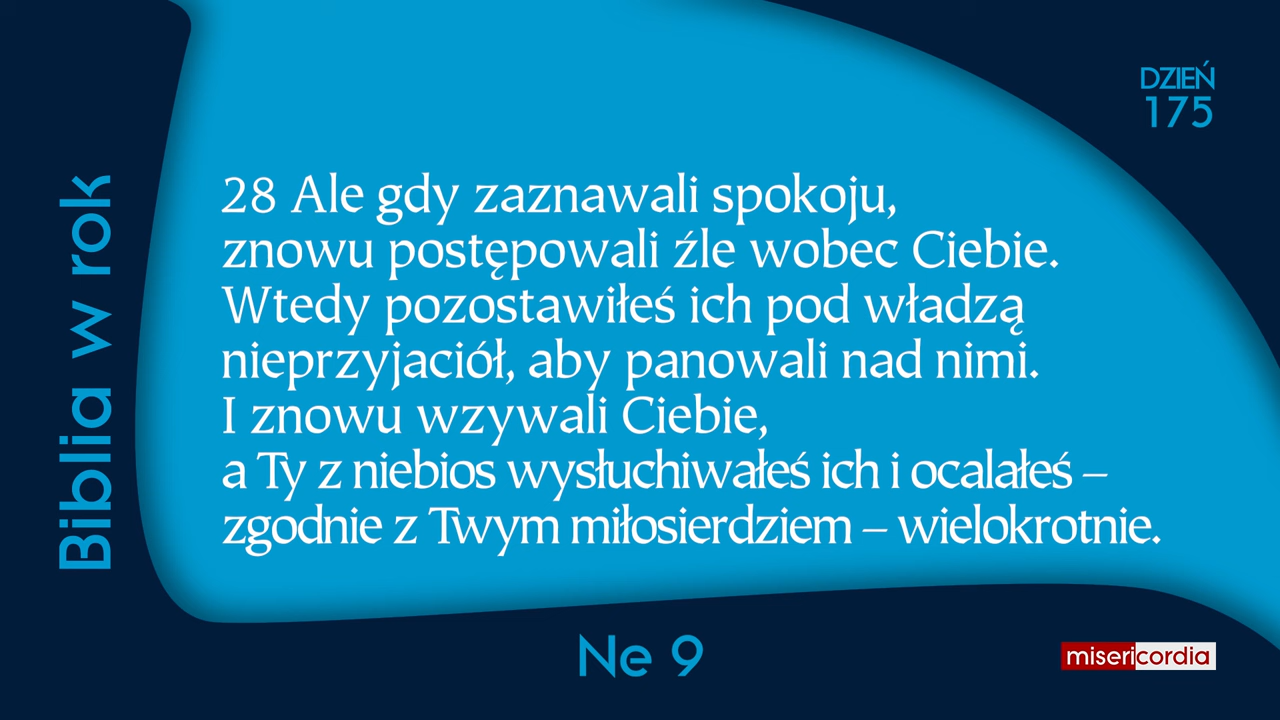 DZIEŃ
175
Biblia w rok
28 Ale gdy zaznawali spokoju,
znowu postępowali źle wobec Ciebie.
Wtedy pozostawiłeś ich pod władzą
nieprzyjaciół, aby panowali nad nimi.
I znowu wzywali Ciebie,
a Ty z niebios wysłuchiwałeś ich i ocalałeś –
zgodnie z Twym miłosierdziem – wielokrotnie.
Ne 9
misericordia